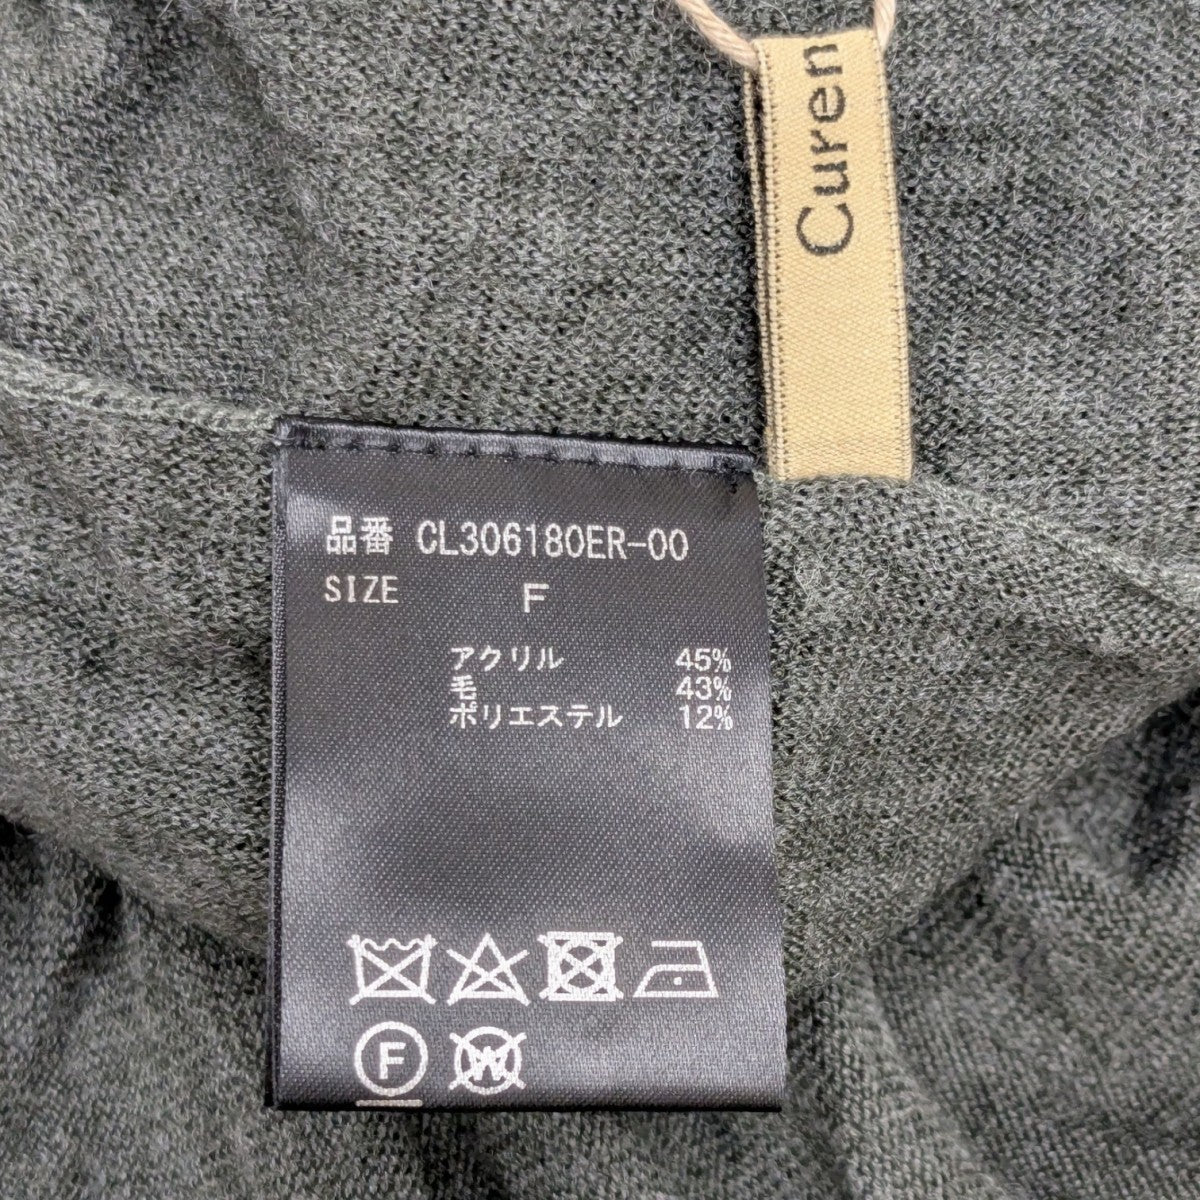 Curen
品番 CL306180ER-00
SIZE F
アクリル 45%
毛 43%
ポリエステル 12%
F
W